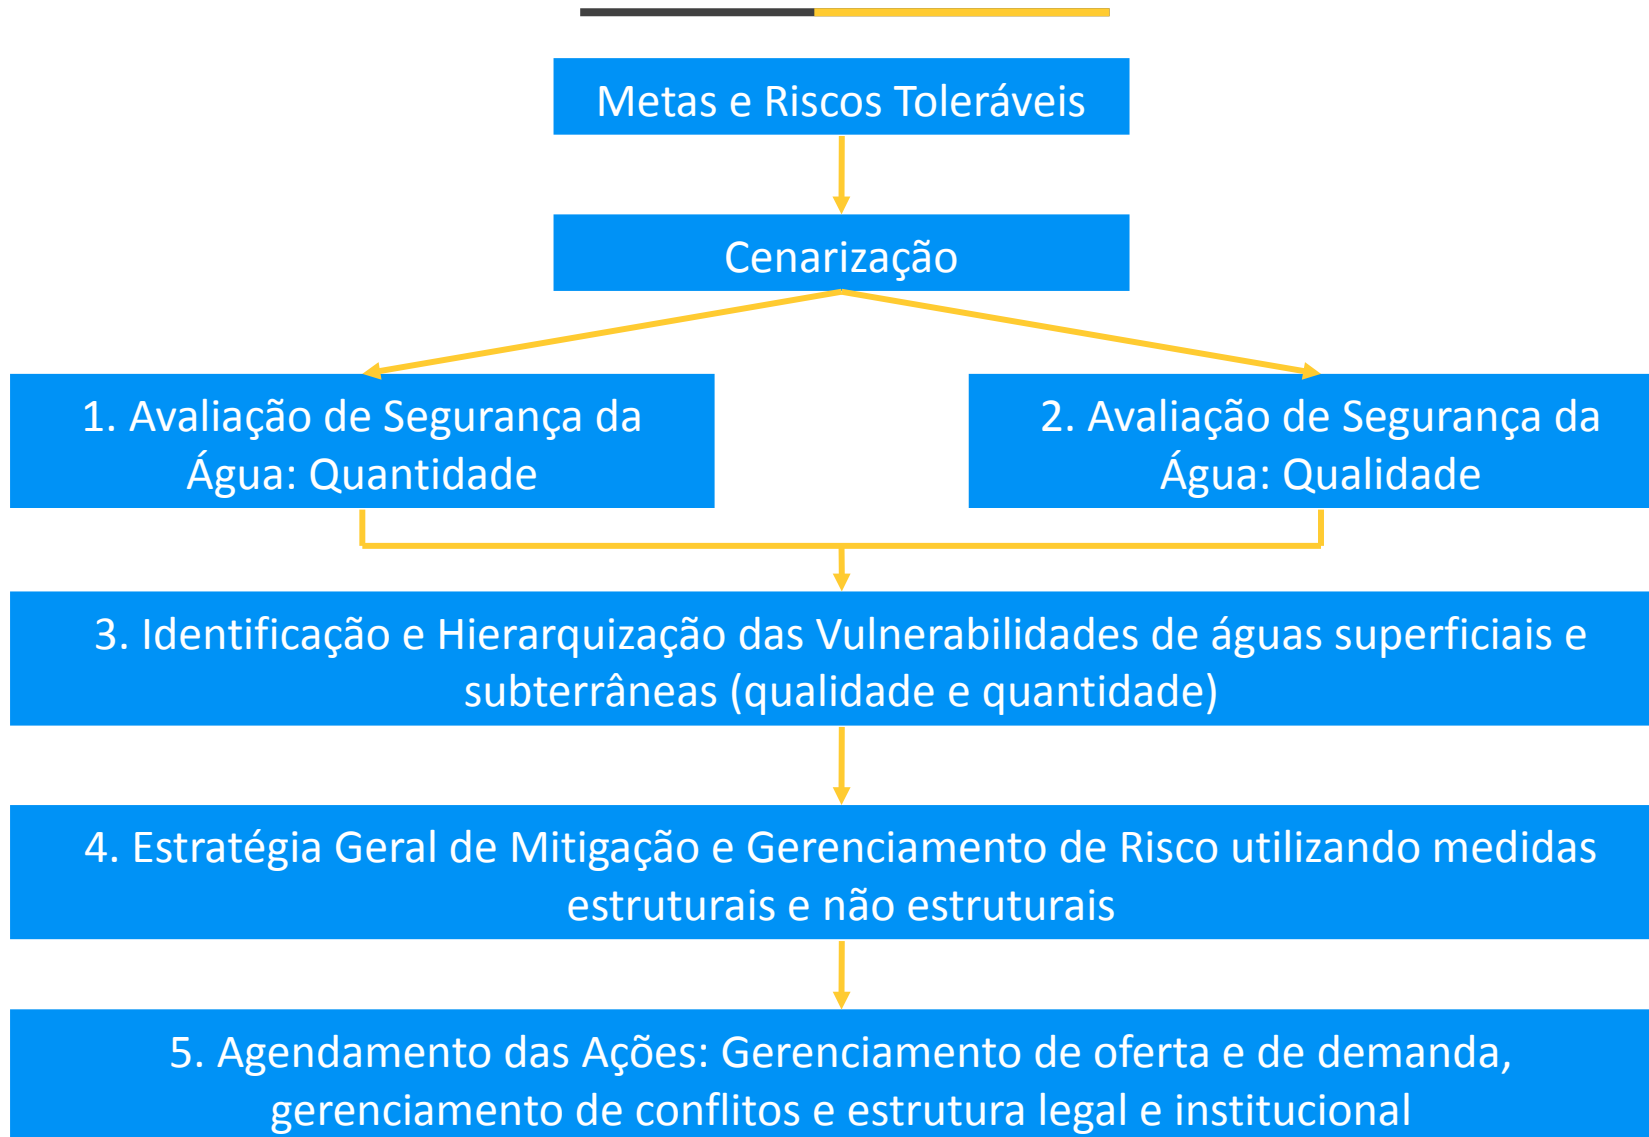 Metas e Riscos Toleráveis
Cenarização
1. Avaliação de Segurança da
Água: Quantidade
2. Avaliação de Segurança da
Água: Qualidade
3. Identificação e Hierarquização das Vulnerabilidades de águas superficiais e
subterrâneas (qualidade e quantidade)
4. Estratégia Geral de Mitigação e Gerenciamento de Risco utilizando medidas
estruturais e não estruturais
5. Agendamento das Ações: Gerenciamento de oferta e de demanda,
gerenciamento de conflitos e estrutura legal e institucional